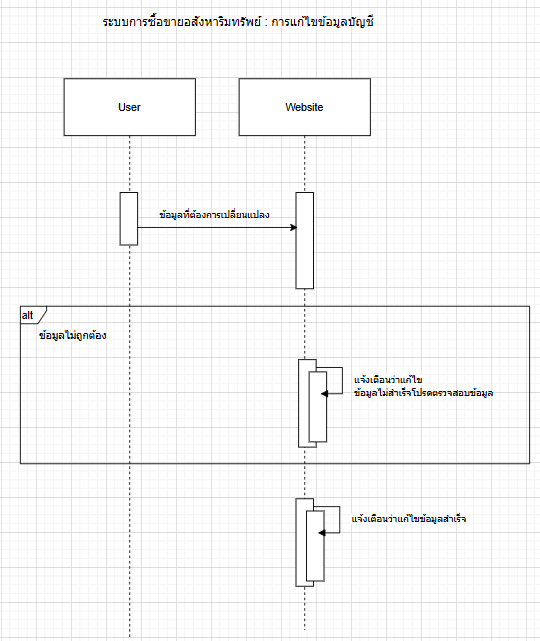 ระบบการซื้อขายอสังหาริมทรัพย์ : การแก้ไขข้อมูลบัญชี
User
Website
ข้อมูลที่ต้องการเปลี่ยนแปลง
alt
ข้อมูลไม่ถูกต้อง
แจ้งเตือนว่าแก้ไข
ข้อมูลไม่สำเร็จโปรดตรวจสอบข้อมูล
แจ้งเตือนว่าแก้ไขข้อมูลสำเร็จ